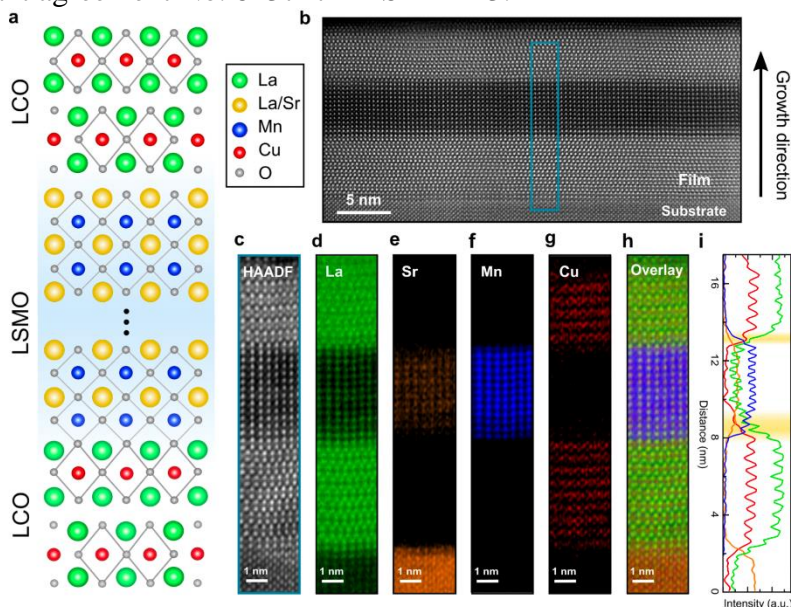 agreement
a
LCO
LSMO
LCO
La
La/Sr
Mn
Cu
O
b
5 nm
Film
Substrate
Growth direction
c
d
e
f
g
h
i
HAADF
La
Sr
Mn
Cu
Overlay
1 nm
1 nm
1 nm
1 nm
1 nm
1 nm
16
12
8
4
0
Distance (nm)
Intensity (a.u.)